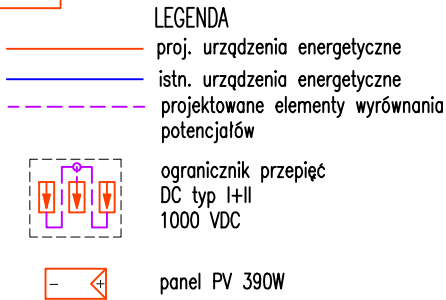 LEGENDA
proj. urządzenia energetyczne
istn. urządzenia energetyczne
projektowane elementy wyrównania
potencjałów
ogranicznik przepięć
DC typ I+II
1000 VDC
− +
panel PV 390W